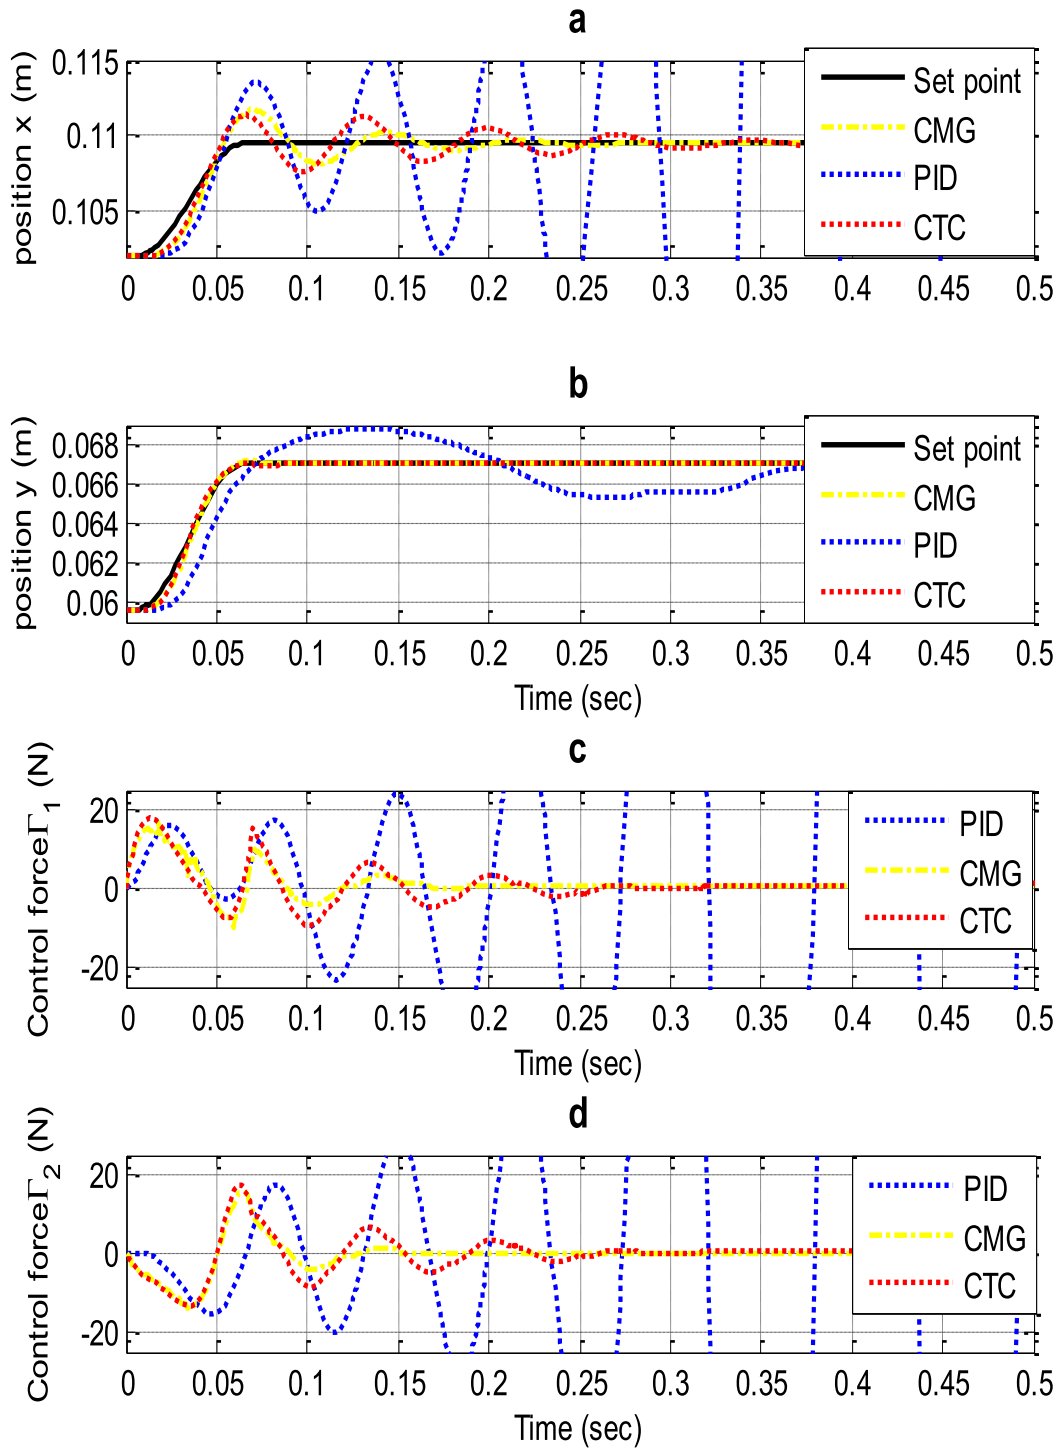 a
position x (m)
0.115
0.11
0.105
0 0.05 0.1 0.15 0.2 0.25 0.3 0.35 0.4 0.45 0.5
Set point
CMG
PID
CTC
b
position y (m)
0.068
0.066
0.064
0.062
0.06
0 0.05 0.1 0.15 0.2 0.25 0.3 0.35 0.4 0.45 0.5
Time (sec)
Set point
CMG
PID
CTC
c
Control forceΓ1 (N)
20
0
-20
0 0.05 0.1 0.15 0.2 0.25 0.3 0.35 0.4 0.45 0.5
Time (sec)
PID
CMG
CTC
d
Control forceΓ2 (N)
20
0
-20
0 0.05 0.1 0.15 0.2 0.25 0.3 0.35 0.4 0.45 0.5
Time (sec)
PID
CMG
CTC